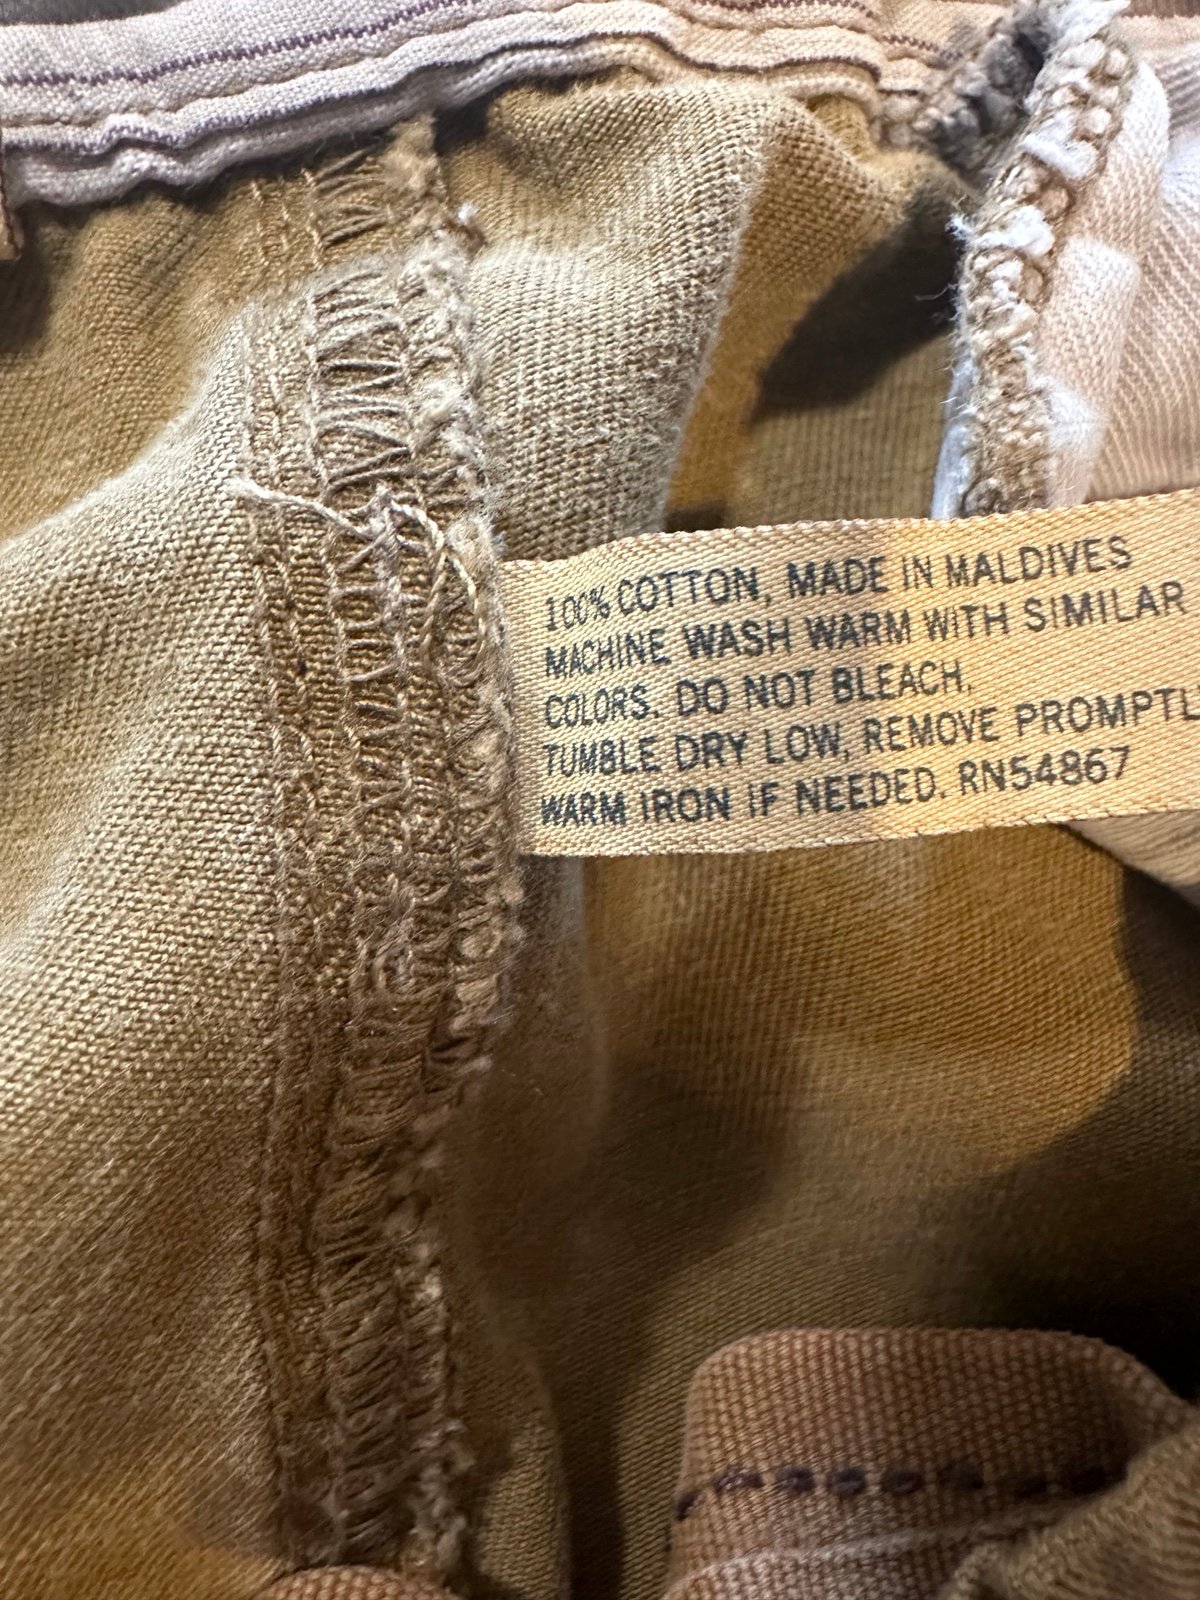 100% COTTON, MADE IN MALDIVES
MACHINE WASH WARM WITH SIMILAR
COLORS. DO NOT BLEACH.
TUMBLE DRY LOW, REMOVE PROMPTL
WARM IRON IF NEEDED. RN54867